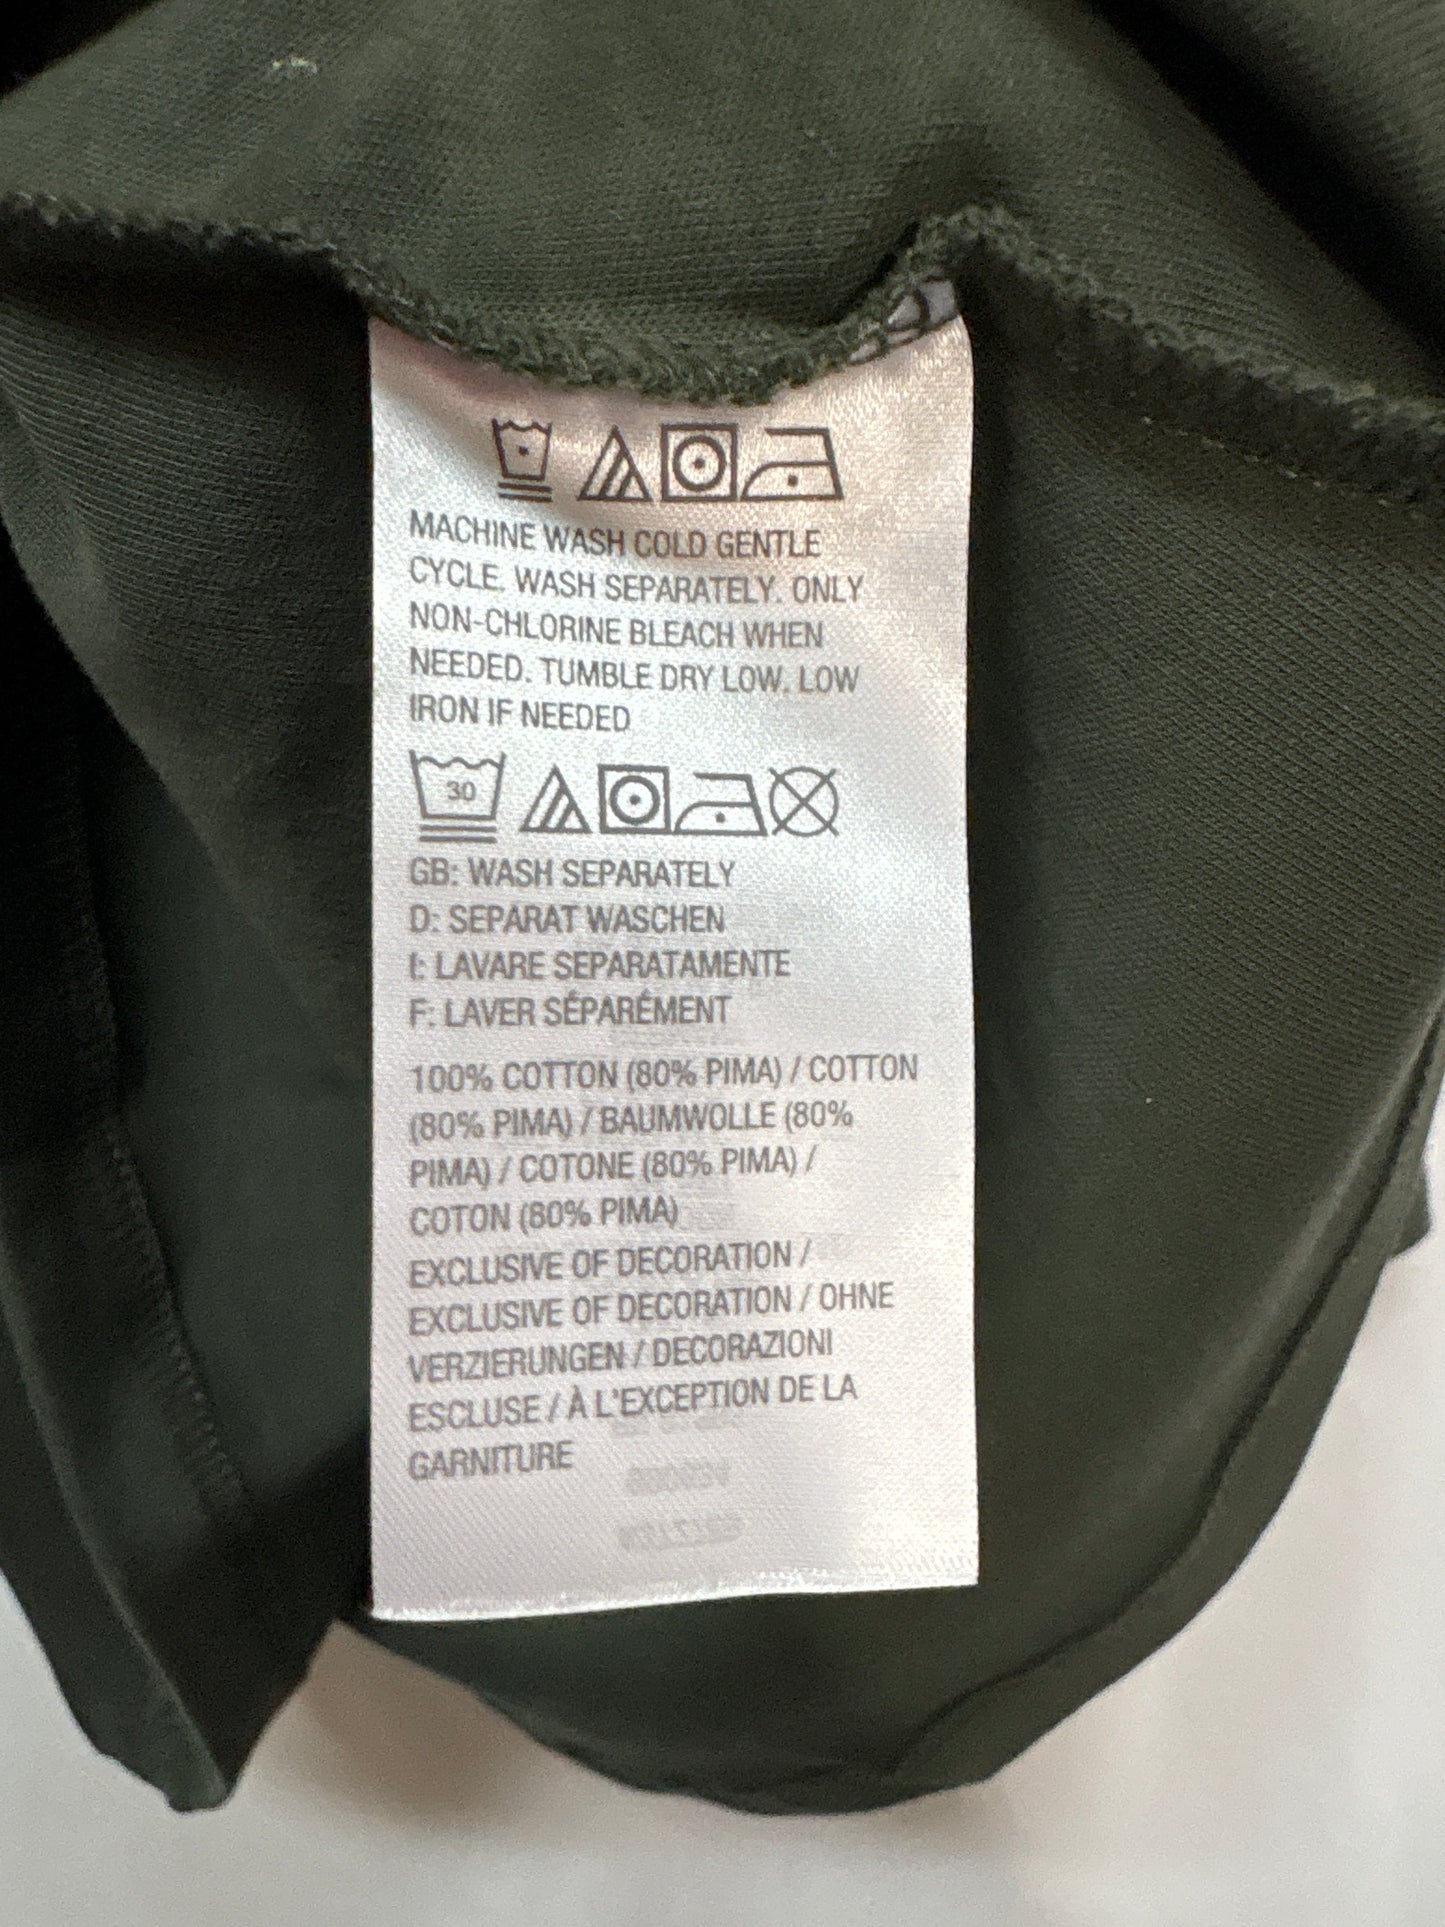 MACHINE WASH COLD GENTLE
CYCLE. WASH SEPARATELY. ONLY
NON-CHLORINE BLEACH WHEN
NEEDED. TUMBLE DRY LOW. LOW
IRON IF NEEDED
30
GB: WASH SEPARATELY
D: SEPARAT WASCHEN
I: LAVARE SEPARATAMENTE
F: LAVER SÉPARÉMENT
100% COTTON (80% PIMA) / COTTON
(80% PIMA) / BAUMWOLLE (80%
PIMA) / COTONE (80% PIMA) /
COTON (80% PIMA)
EXCLUSIVE OF DECORATION /
EXCLUSIVE OF DECORATION / OHNE
VERZIERUNGEN / DECORAZIONI
ESCLUSE / À L'EXCEPTION DE LA
GARNITURE